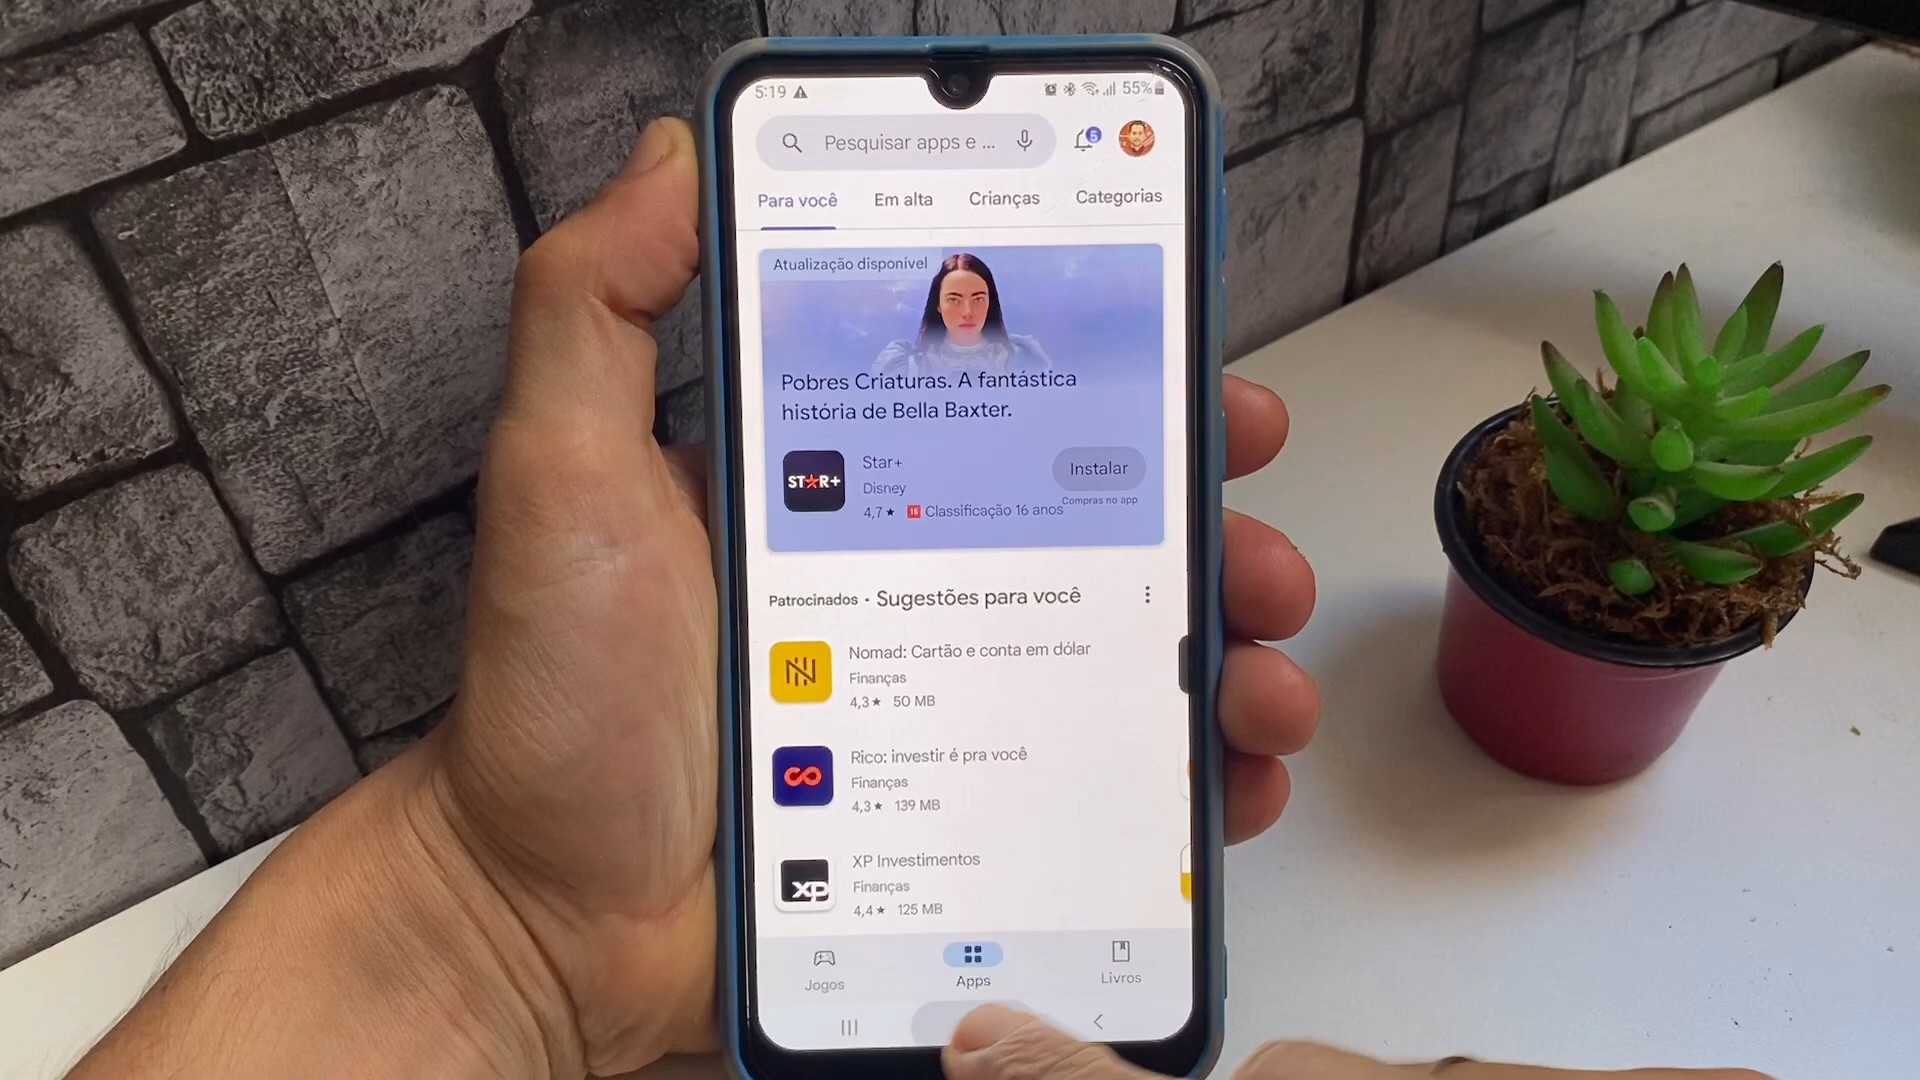 5:19
55%
Pesquisar apps e ...
5
Para você
Em alta
Crianças
Categorias
Atualização disponível
Pobres Criaturas. A fantástica
história de Bella Baxter.
STAR+
Star+
Disney
4,7★
16
Classificação 16 anos
Instalar
Compras no app
Patrocinados • Sugestões para você
Nomad: Cartão e conta em dólar
Finanças
4,3★ 50 MB
Rico: investir é pra você
Finanças
4,3★ 139 MB
xp
XP Investimentos
Finanças
4,4★ 125 MB
Jogos
Apps
Livros